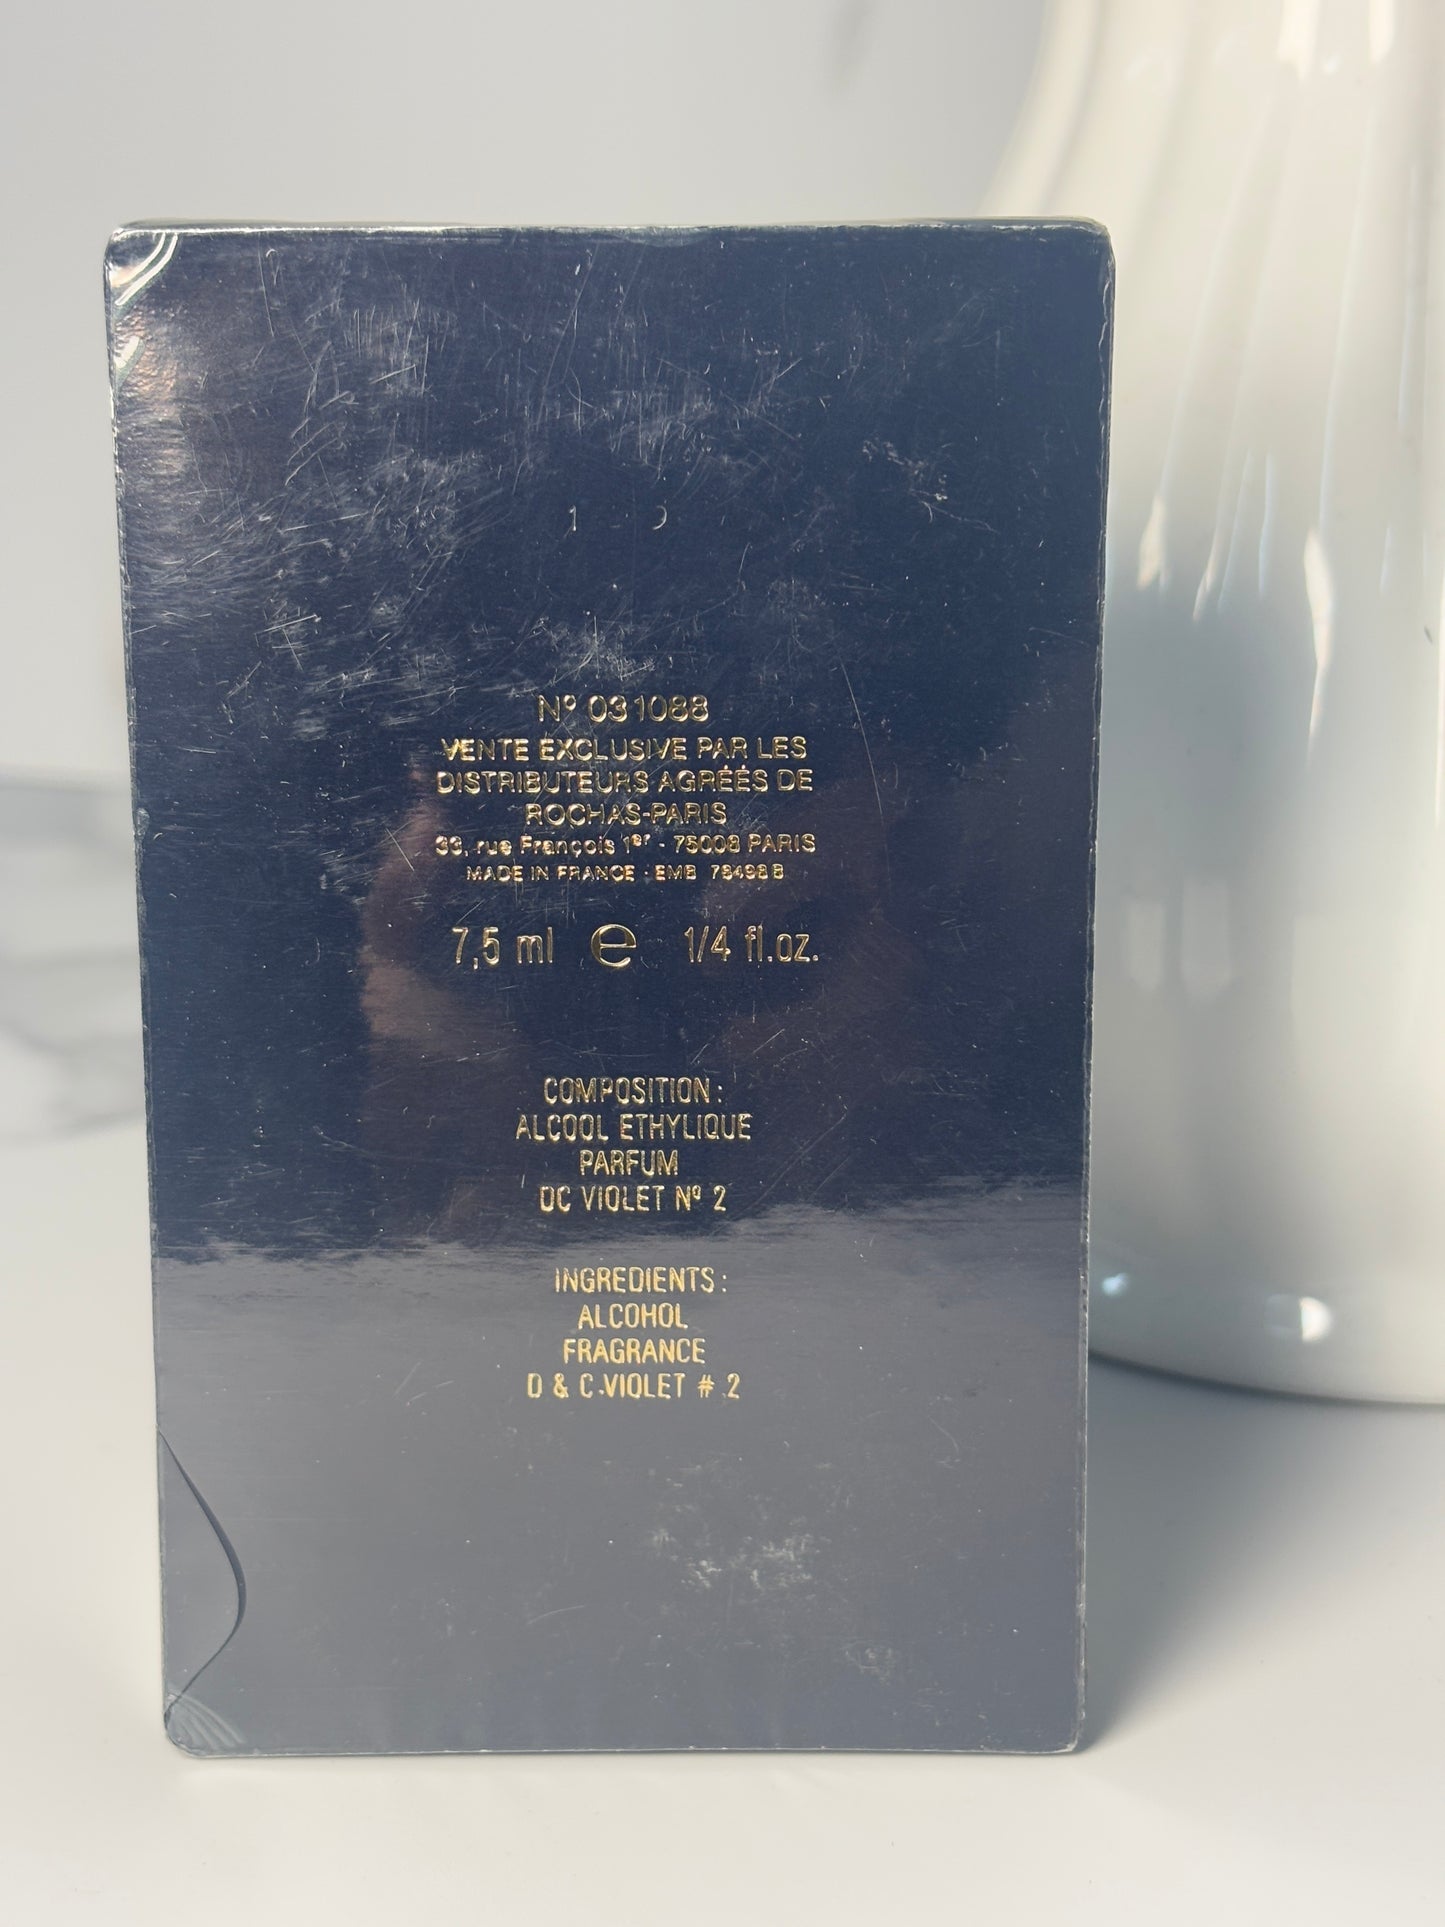 Nº 031088
VENTE EXCLUSIVE PAR LES
DISTRIBUTEURS AGRÉÉS DE
ROCHAS-PARIS
33, rue François 1er - 75008 PARIS
MADE IN FRANCE - EMB 78498 B
7,5 ml e 1/4 fl.oz.
COMPOSITION :
ALCOOL ETHYLIQUE
PARFUM
DC VIOLET Nº 2
INGREDIENTS :
ALCOHOL
FRAGRANCE
D & C.VIOLET # 2